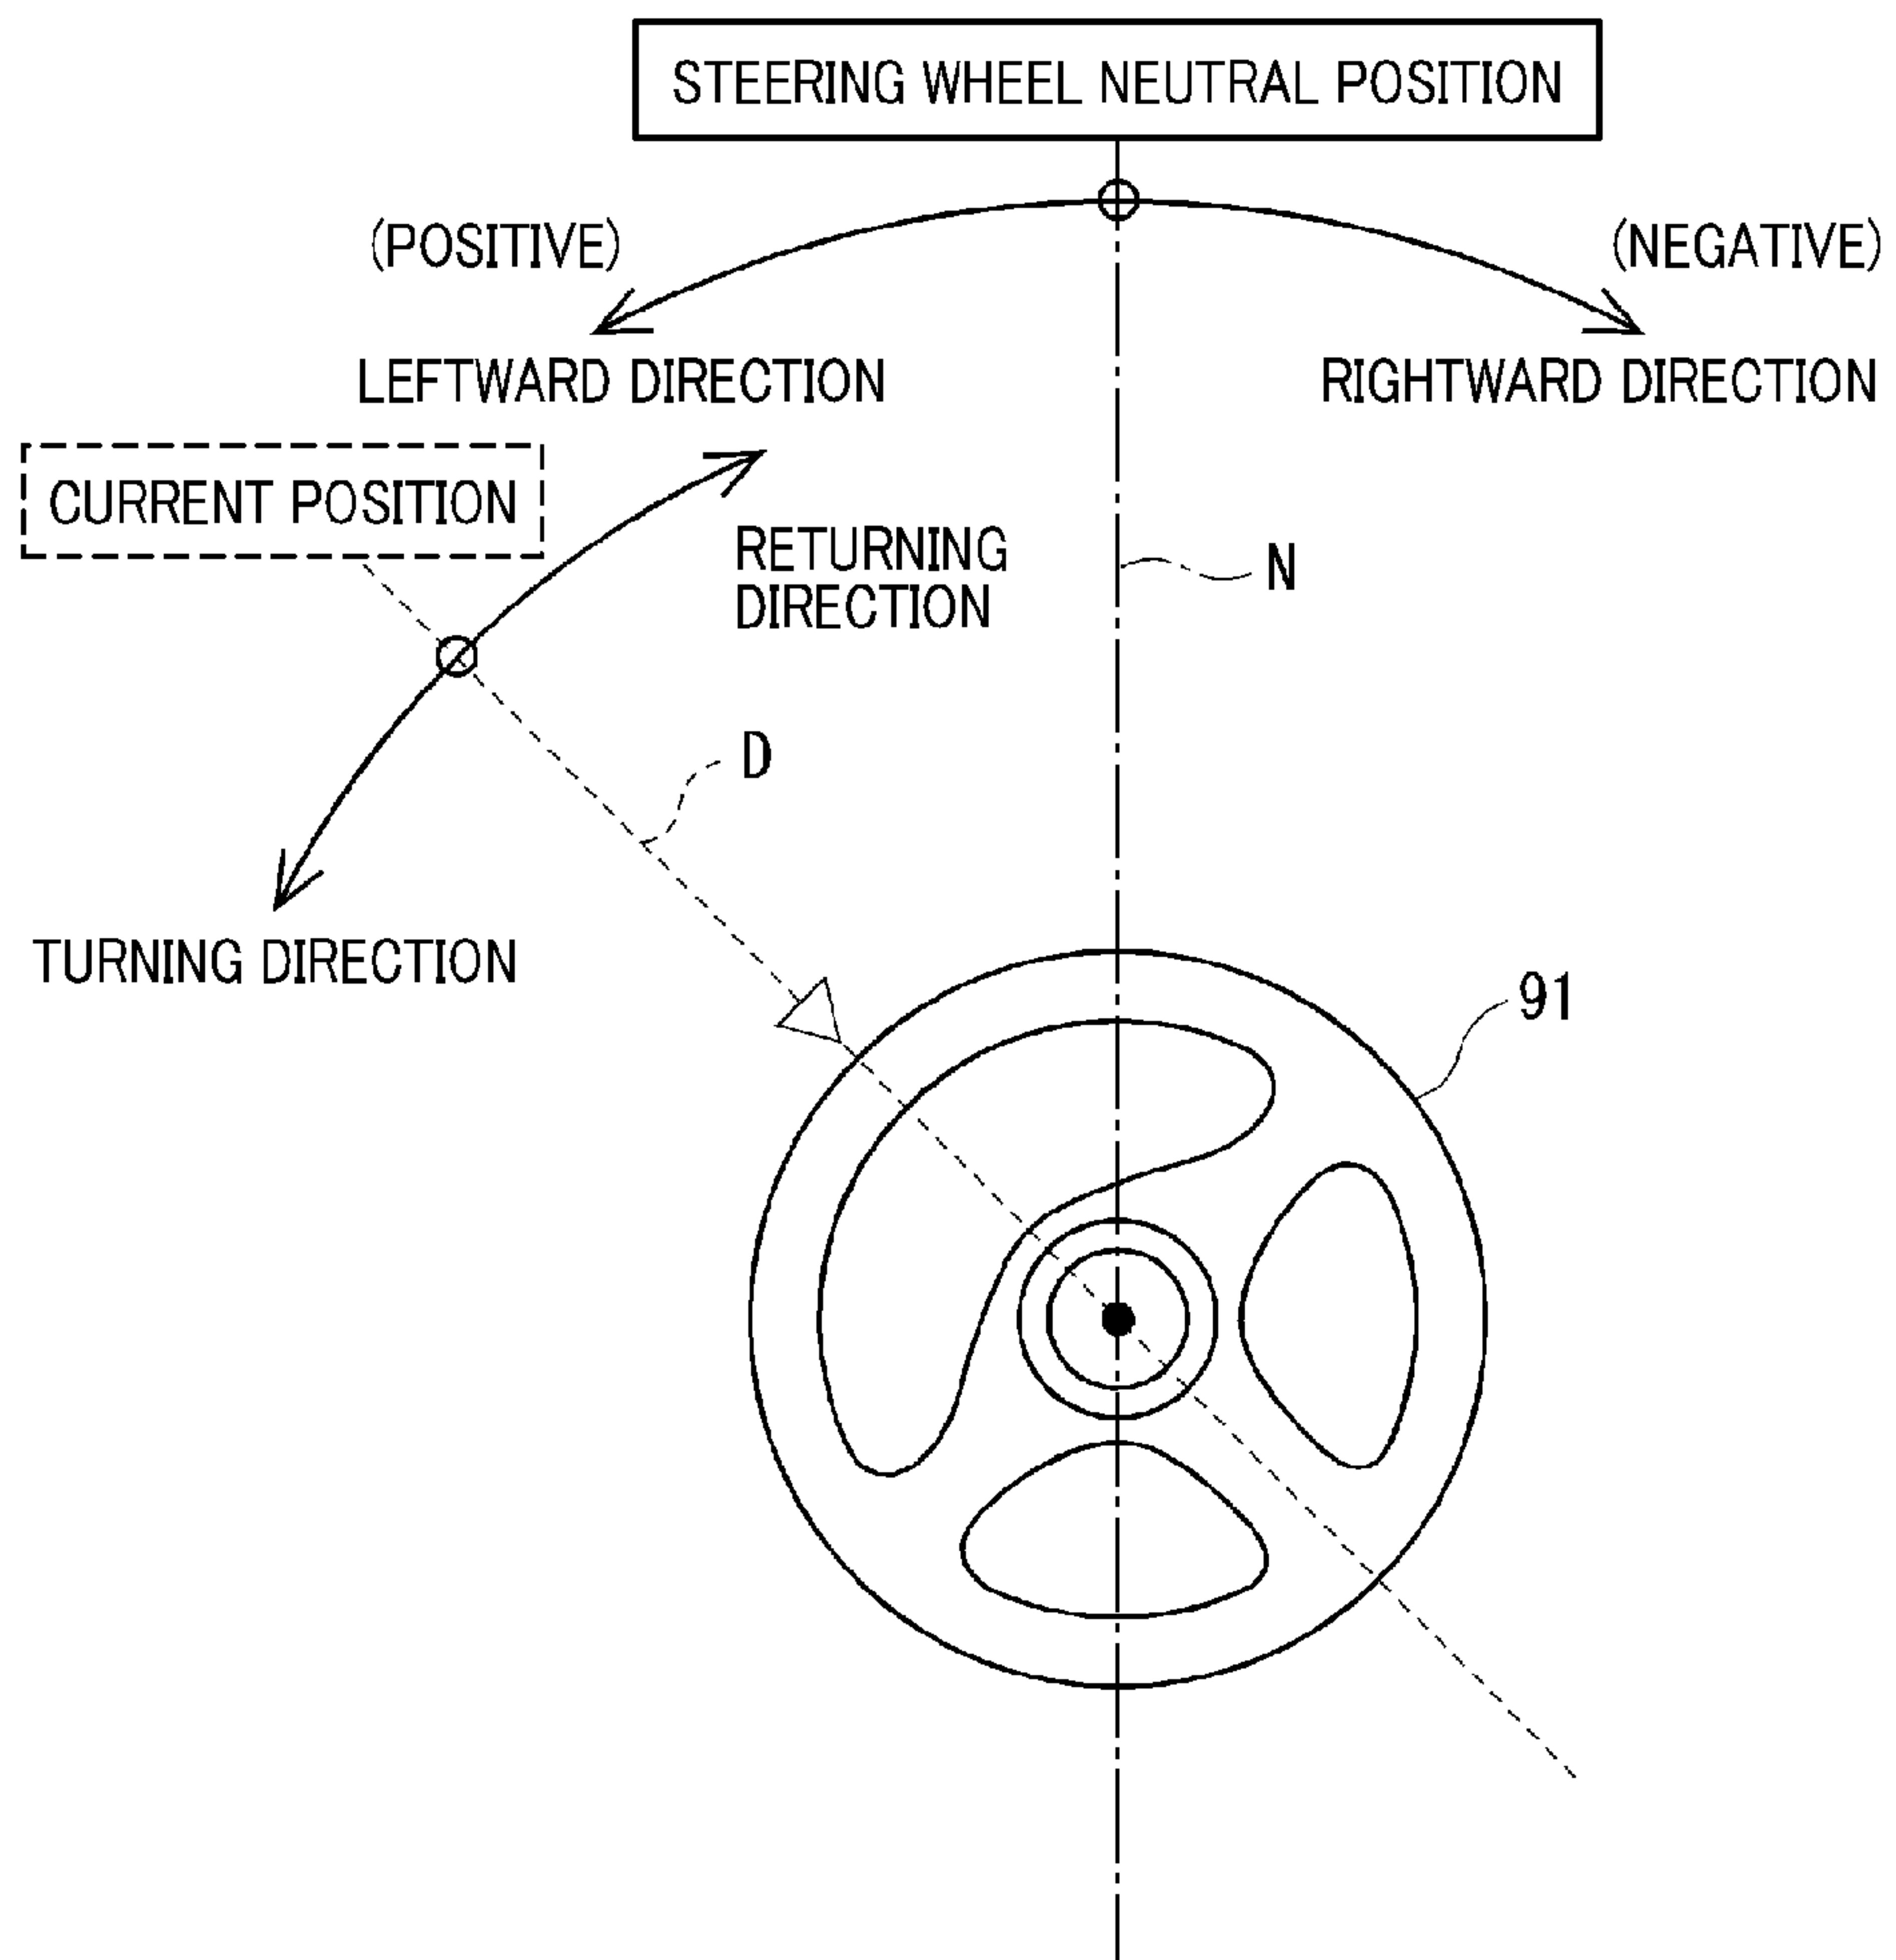 STEERING WHEEL NEUTRAL POSITION
(POSITIVE)
(NEGATIVE)
LEFTWARD DIRECTION
RIGHTWARD DIRECTION
CURRENT POSITION
RETURNING
DIRECTION
N
D
TURNING DIRECTION
91